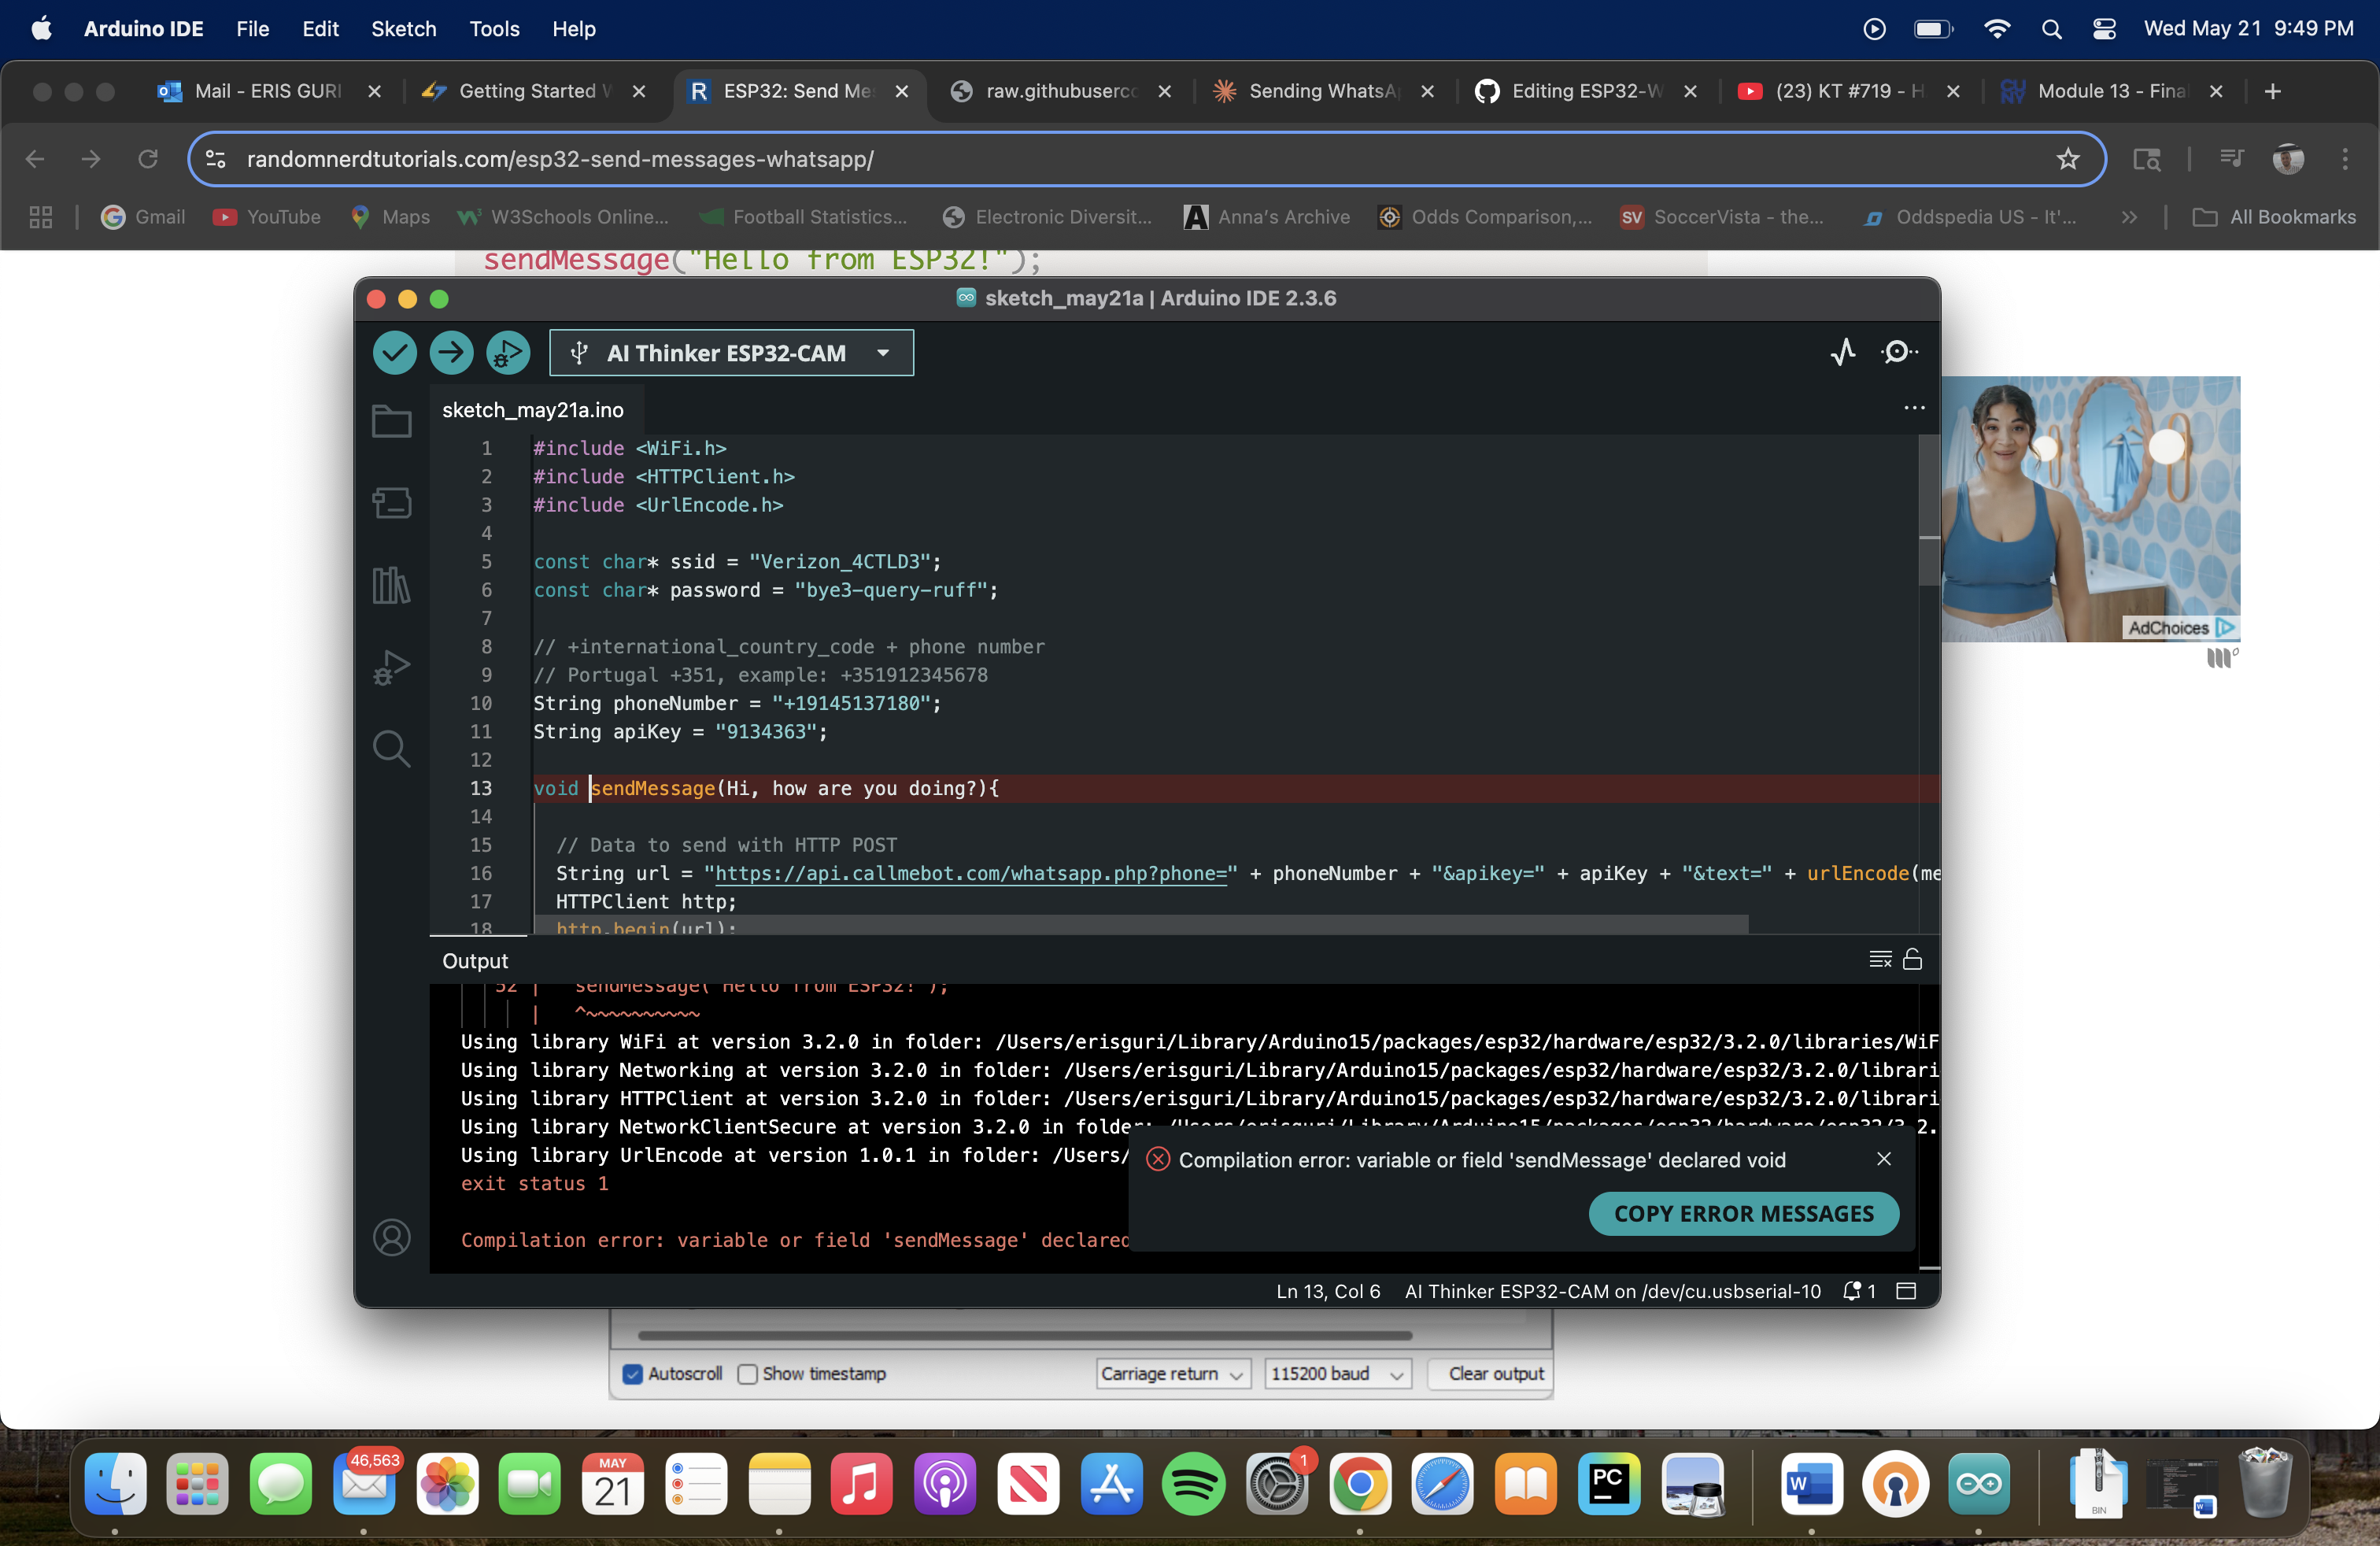 Arduino IDE File Edit Sketch Tools Help Wed May 21 9:49 PM
Mail - ERIS GURI
Getting Started
ESP32: Send Me
raw.githubuserco
Sending WhatsA
Editing ESP32-W
(23) KT #719 - H
Module 13 - Fina
randomnerdtutorials.com/esp32-send-messages-whatsapp/
Gmail YouTube Maps W3Schools Online... Football Statistics... Electronic Diversit... Anna's Archive Odds Comparison,... SoccerVista - the... Oddspedia US - It'... All Bookmarks
sendMessage("Hello from ESP32!");
sketch_may21a | Arduino IDE 2.3.6
AI Thinker ESP32-CAM
sketch_may21a.ino
1 #include <WiFi.h>
2 #include <HTTPClient.h>
3 #include <UrlEncode.h>
4
5 const char* ssid = "Verizon_4CTLD3";
6 const char* password = "bye3-query-ruff";
7
8 // +international_country_code + phone number
9 // Portugal +351, example: +351912345678
10 String phoneNumber = "+19145137180";
11 String apiKey = "9134363";
12
13 void sendMessage(Hi, how are you doing?){
14
15 // Data to send with HTTP POST
16 String url = "https://api.callmebot.com/whatsapp.php?phone=" + phoneNumber + "&apikey=" + apiKey + "&text=" + urlEncode(me
17 HTTPClient http;
18 http.begin(url);
AdChoices
Output
52 | sendMessage("Hello from ESP32!");
| ^~~~~~~~~~~
Using library WiFi at version 3.2.0 in folder: /Users/erisguri/Library/Arduino15/packages/esp32/hardware/esp32/3.2.0/libraries/WiF
Using library Networking at version 3.2.0 in folder: /Users/erisguri/Library/Arduino15/packages/esp32/hardware/esp32/3.2.0/librari
Using library HTTPClient at version 3.2.0 in folder: /Users/erisguri/Library/Arduino15/packages/esp32/hardware/esp32/3.2.0/librari
Using library NetworkClientSecure at version 3.2.0 in folder: /Users/erisguri/Library/Arduino15/packages/esp32/hardware/esp32/3.2.
Using library UrlEncode at version 1.0.1 in folder: /Users/
exit status 1
Compilation error: variable or field 'sendMessage' declared
Compilation error: variable or field 'sendMessage' declared void
COPY ERROR MESSAGES
Ln 13, Col 6 AI Thinker ESP32-CAM on /dev/cu.usbserial-10 1
Autoscroll Show timestamp Carriage return 115200 baud Clear output
46,563
MAY
21
1
PC
W
BIN